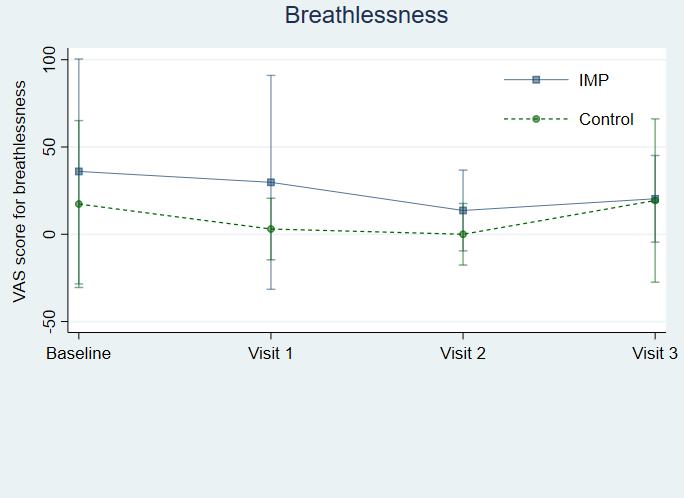 Breathlessness
VAS score for breathlessness
100
50
0
-50
IMP
Control
Baseline
Visit 1
Visit 2
Visit 3